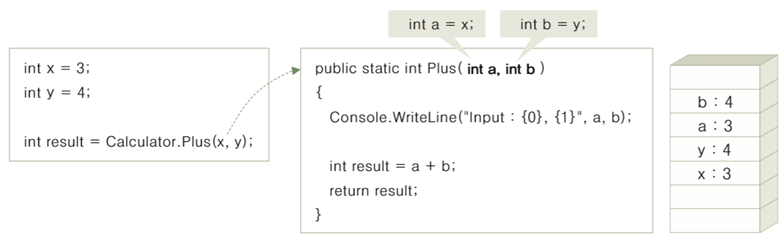 int a = x;
int b = y;
int x = 3;
int y = 4;
int result = Calculator.Plus(x, y);
public static int Plus( int a, int b )
{
Console.WriteLine("Input : {0}, {1}", a, b);
int result = a + b;
return result;
}
b : 4
a : 3
y : 4
x : 3